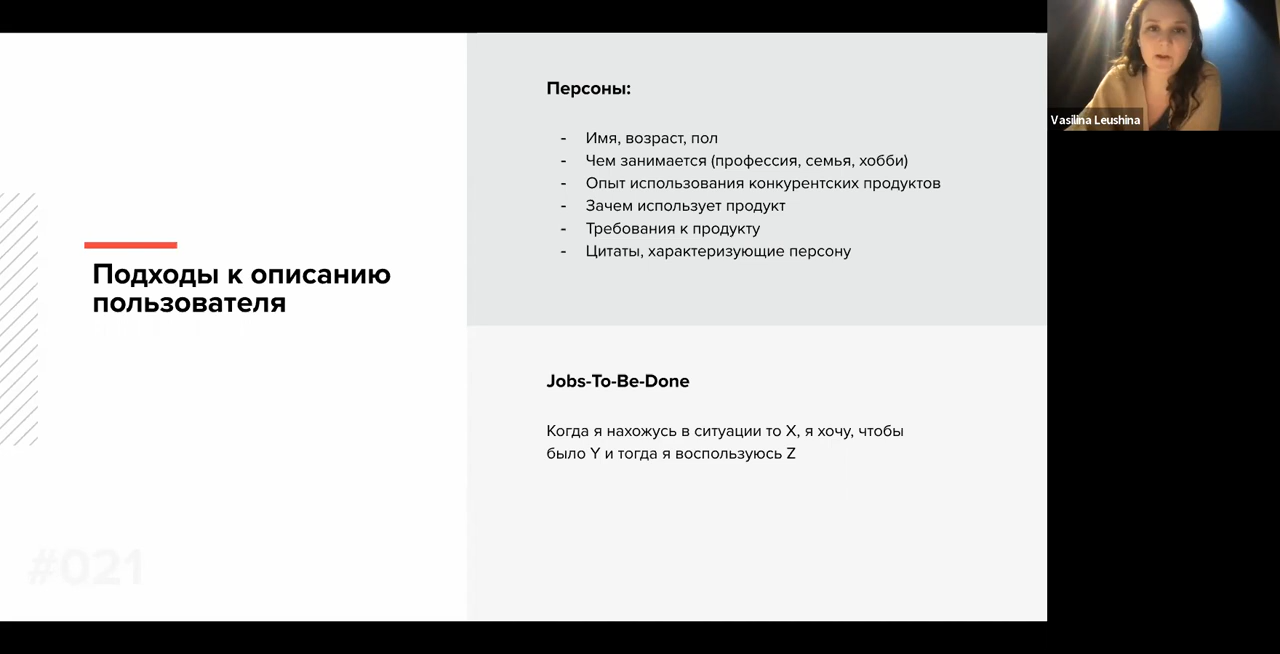 Подходы к описанию
пользователя
#021
Персоны:
- Имя, возраст, пол
- Чем занимается (профессия, семья, хобби)
- Опыт использования конкурентских продуктов
- Зачем использует продукт
- Требования к продукту
- Цитаты, характеризующие персону
Jobs-To-Be-Done
Когда я нахожусь в ситуации то X, я хочу, чтобы
было Y и тогда я воспользуюсь Z
Vasilina Leushina